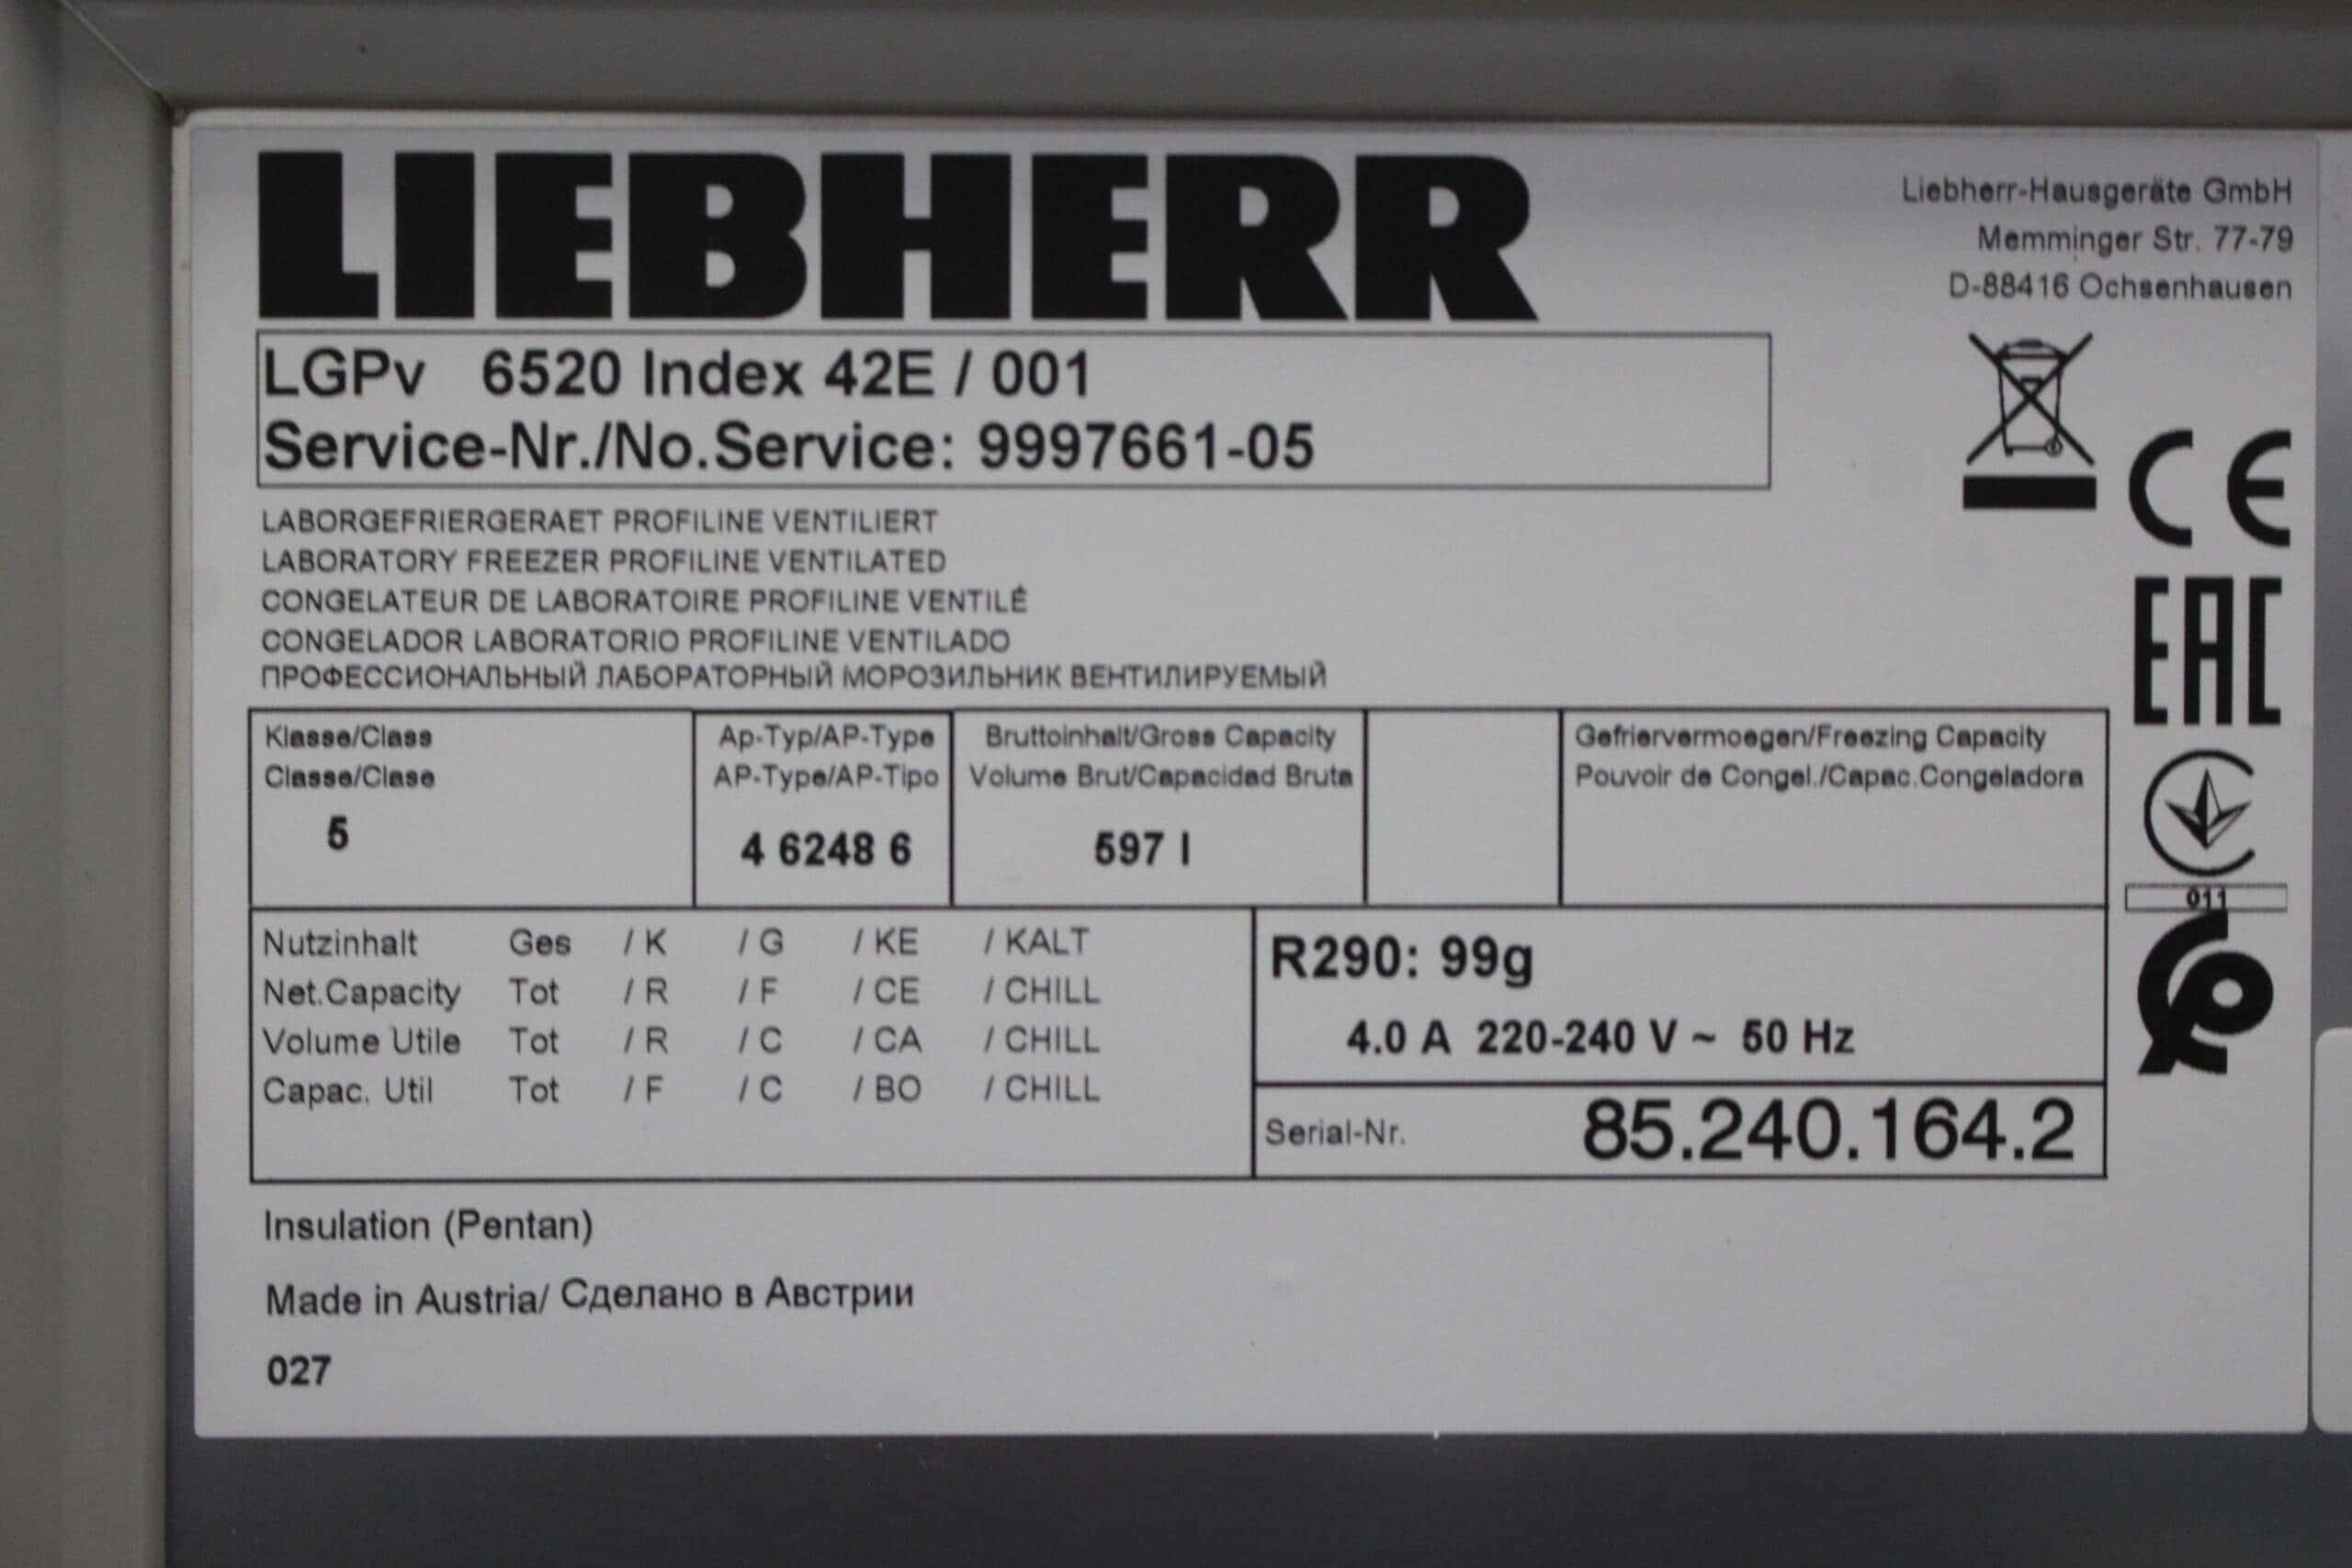 LIEBHERR
Liebherr-Hausgeräte GmbH
Memminger Str. 77-79
D-88416 Ochsenhausen
LGPv 6520 Index 42E / 001
Service-Nr./No.Service: 9997661-05
LABORGEFRIERGERAET PROFILINE VENTILIERT
LABORATORY FREEZER PROFILINE VENTILATED
CONGELATEUR DE LABORATOIRE PROFILINE VENTILÉ
CONGELADOR LABORATORIO PROFILINE VENTILADO
ПРОФЕССИОНАЛЬНЫЙ ЛАБОРАТОРНЫЙ МОРОЗИЛЬНИК ВЕНТИЛИРУЕМЫЙ
CE
EAC
011
Klasse/Class
Classe/Clase
5
Ap-Typ/AP-Type
AP-Type/AP-Tipo
4 6248 6
Bruttoinhalt/Gross Capacity
Volume Brut/Capacidad Bruta
597 l
Gefriervermoegen/Freezing Capacity
Pouvoir de Congel./Capac.Congeladora
Nutzinhalt Ges / K / G / KE / KALT
Net.Capacity Tot / R / F / CE / CHILL
Volume Utile Tot / R / C / CA / CHILL
Capac. Util Tot / F / C / BO / CHILL
R290: 99g
4.0 A 220-240 V ~ 50 Hz
Serial-Nr. 85.240.164.2
Insulation (Pentan)
Made in Austria/ Сделано в Австрии
027